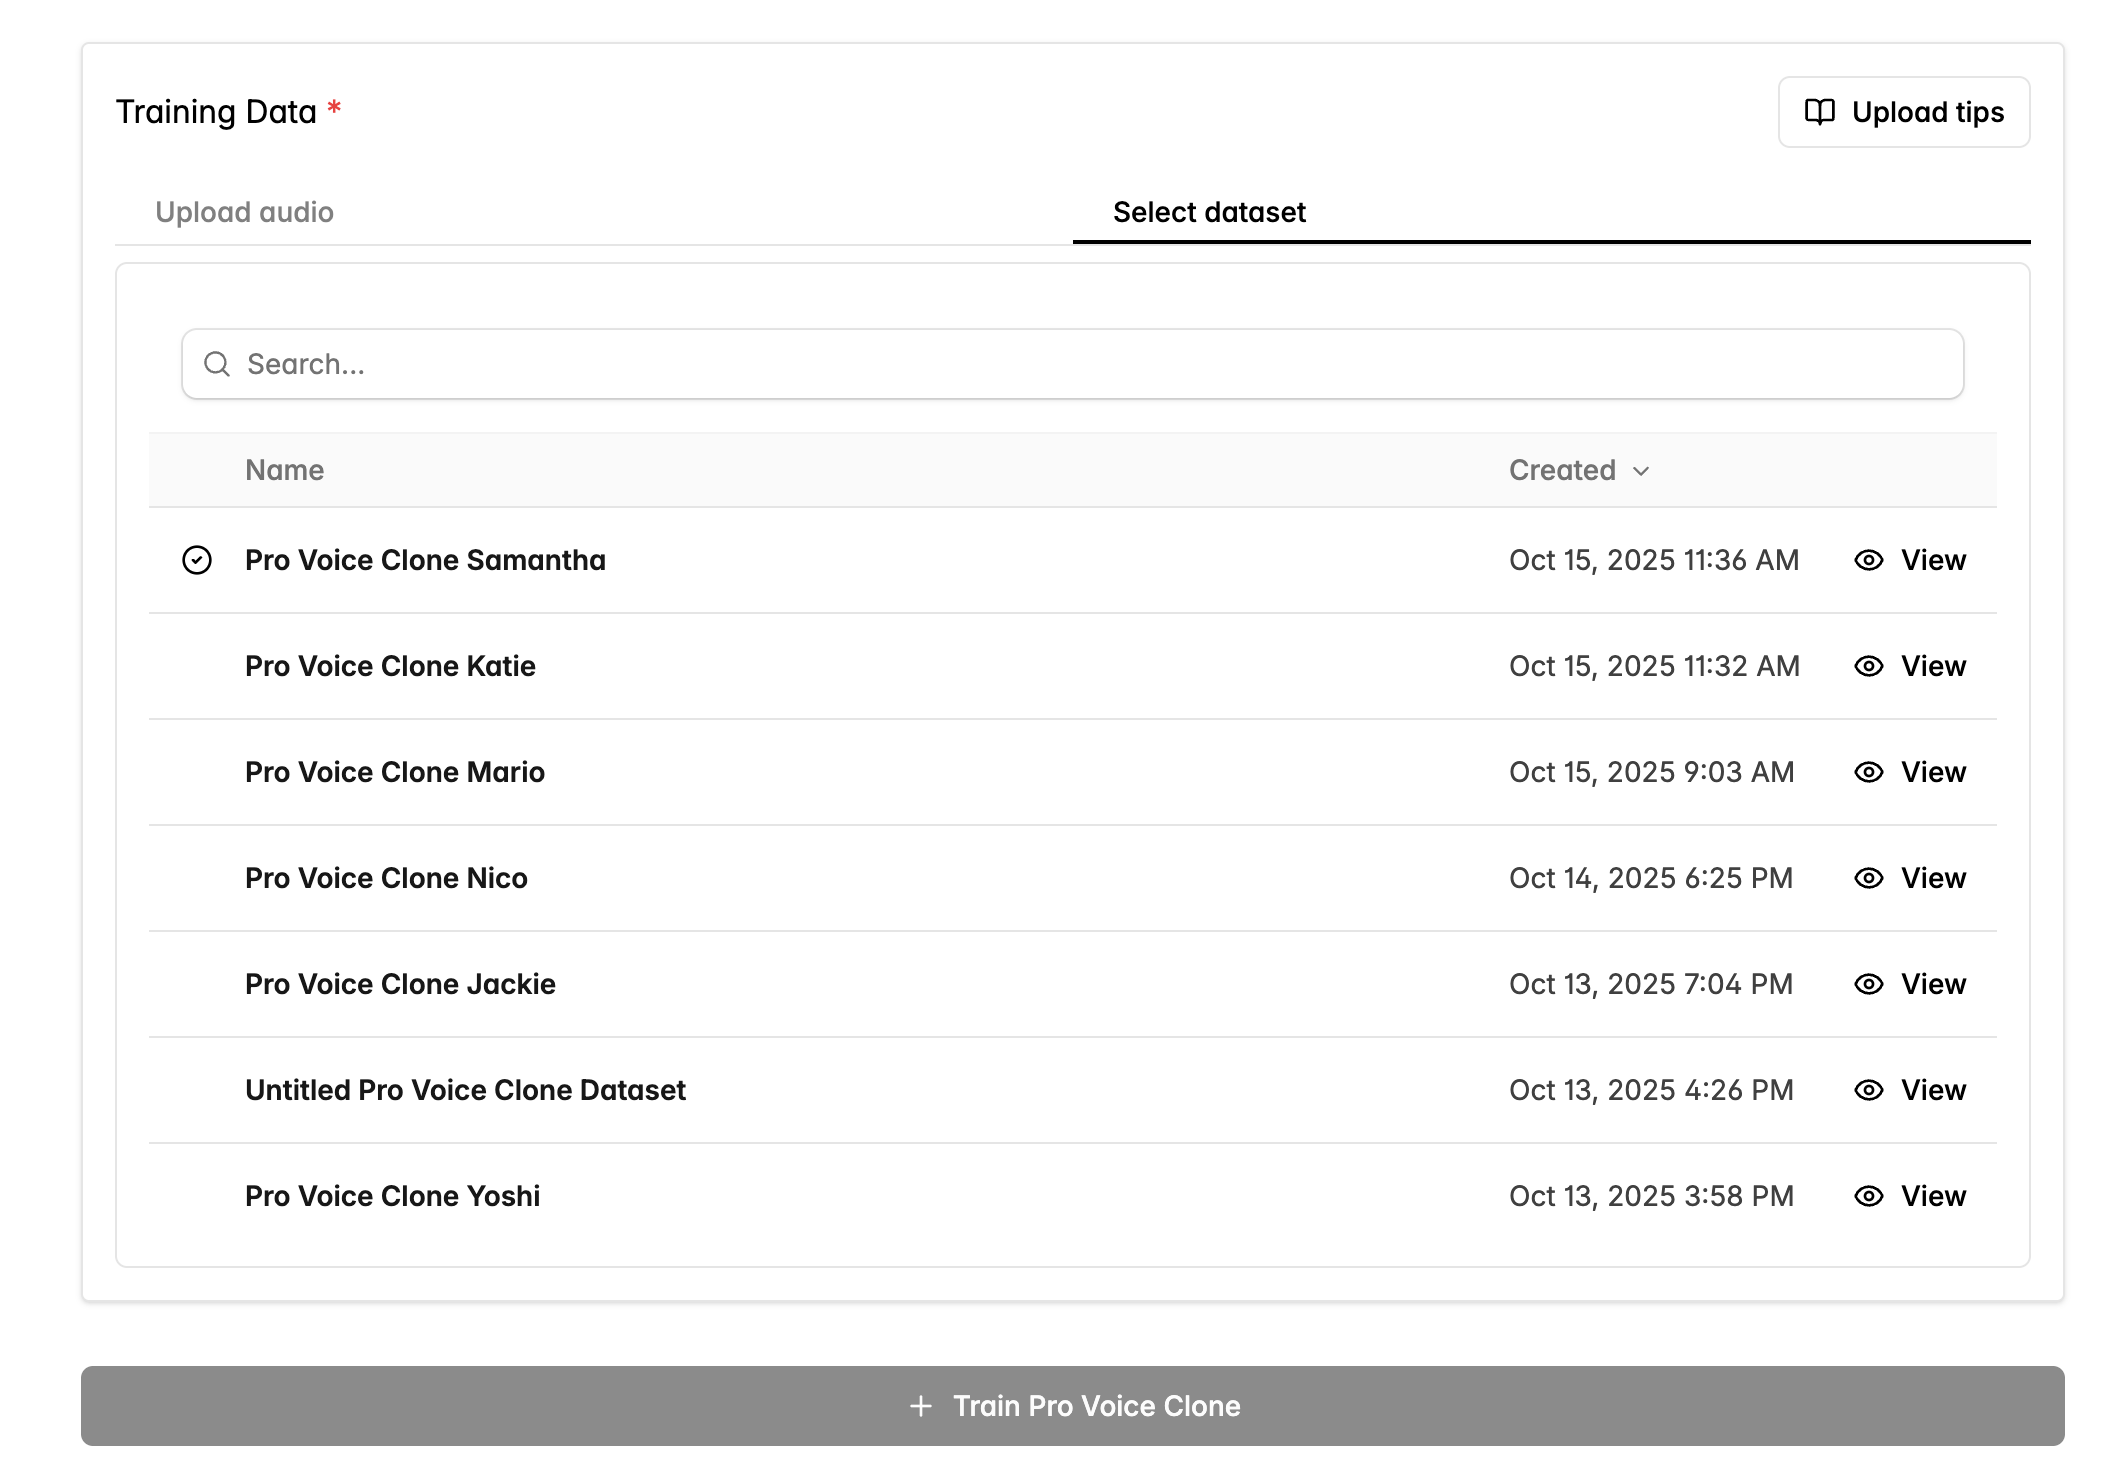 Training Data *
Upload tips
Upload audio
Select dataset
Search...
Name Created
Pro Voice Clone Samantha Oct 15, 2025 11:36 AM View
Pro Voice Clone Katie Oct 15, 2025 11:32 AM View
Pro Voice Clone Mario Oct 15, 2025 9:03 AM View
Pro Voice Clone Nico Oct 14, 2025 6:25 PM View
Pro Voice Clone Jackie Oct 13, 2025 7:04 PM View
Untitled Pro Voice Clone Dataset Oct 13, 2025 4:26 PM View
Pro Voice Clone Yoshi Oct 13, 2025 3:58 PM View
+ Train Pro Voice Clone